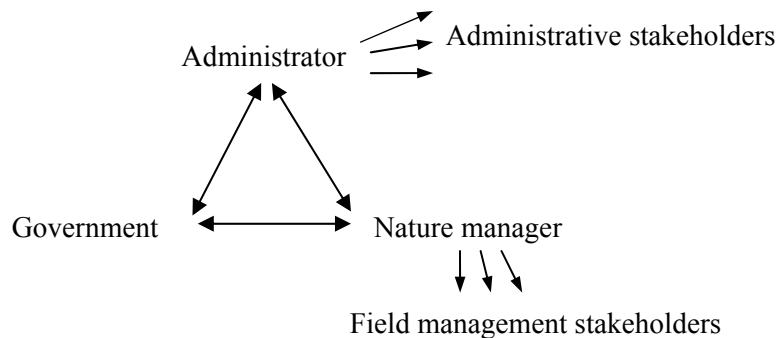 Administrative stakeholders
Administrator
Government
Nature manager
Field management stakeholders